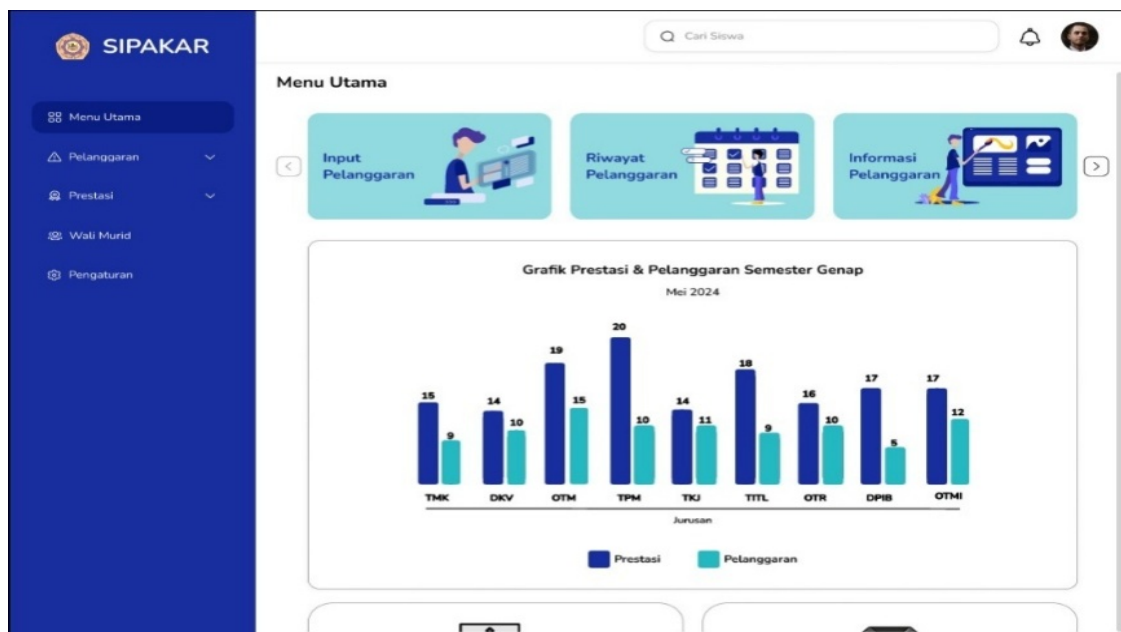 SIPAKAR
Cari Siswa
Menu Utama
Pelanggaran
Prestasi
Wali Murid
Pengaturan
Menu Utama
Input
Pelanggaran
Riwayat
Pelanggaran
Informasi
Pelanggaran
Grafik Prestasi & Pelanggaran Semester Genap
Mei 2024
15 9
14 10
19 15
20 10
14 11
18 9
16 10
17 5
17 12
TMK DKV OTM TPM TKJ TITL OTR DPIB OTMI
Jurusan
Prestasi Pelanggaran